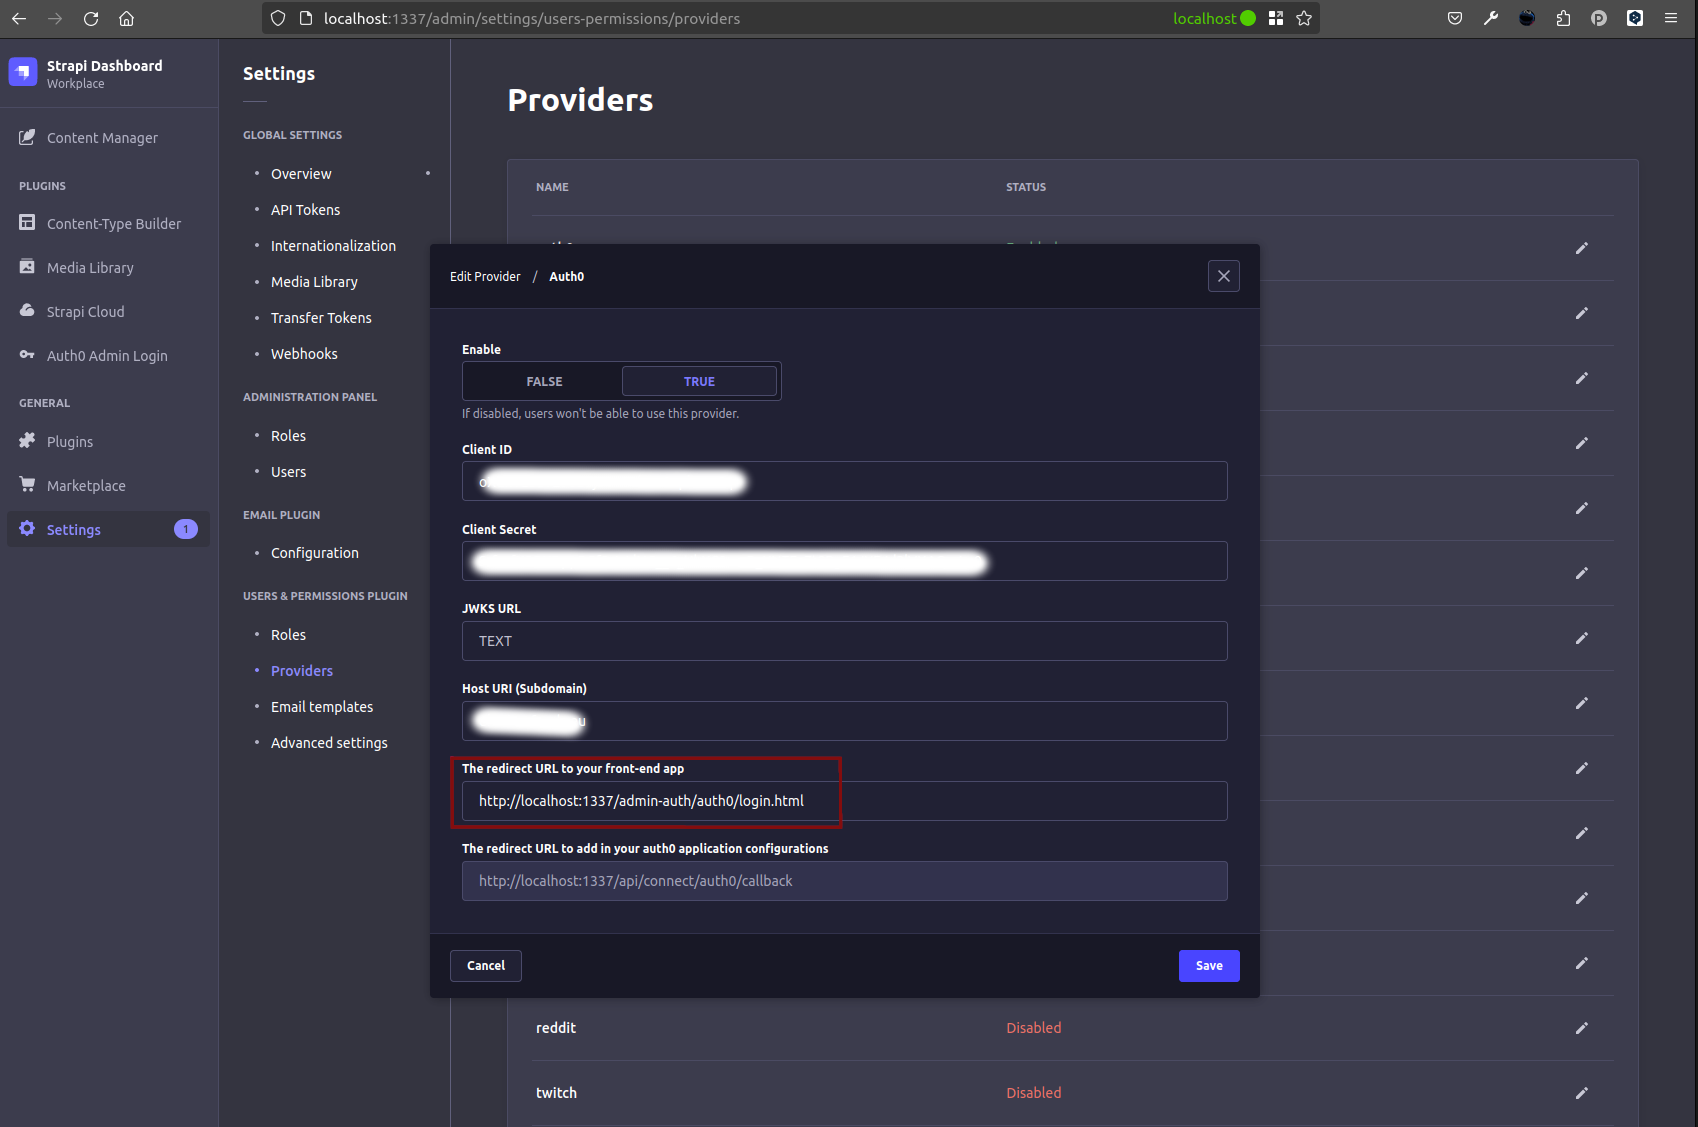 localhost:1337/admin/settings/users-permissions/providers
localhost
Strapi Dashboard
Workplace
Content Manager
PLUGINS
Content-Type Builder
Media Library
Strapi Cloud
Auth0 Admin Login
GENERAL
Plugins
Marketplace
Settings
1
Settings
GLOBAL SETTINGS
Overview
API Tokens
Internationalization
Media Library
Transfer Tokens
Webhooks
ADMINISTRATION PANEL
Roles
Users
EMAIL PLUGIN
Configuration
USERS & PERMISSIONS PLUGIN
Roles
Providers
Email templates
Advanced settings
Providers
NAME
STATUS
Edit Provider / Auth0
Enable
FALSE
TRUE
If disabled, users won't be able to use this provider.
Client ID
Client Secret
JWKS URL
TEXT
Host URI (Subdomain)
The redirect URL to your front-end app
http://localhost:1337/admin-auth/auth0/login.html
The redirect URL to add in your auth0 application configurations
http://localhost:1337/api/connect/auth0/callback
Cancel
Save
reddit
Disabled
twitch
Disabled